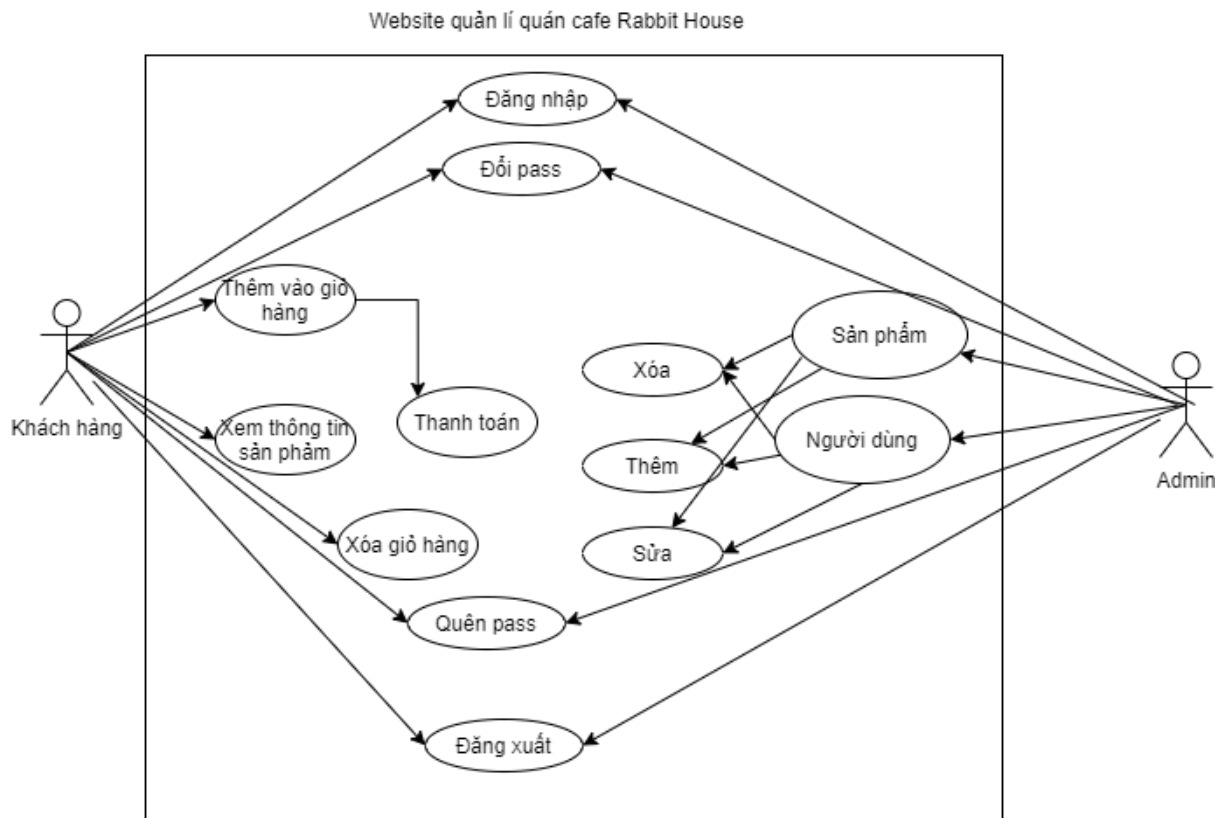 Website quản lí quán cafe Rabbit House
Đăng nhập
Đổi pass
Thêm vào giỏ
hàng
Sản phẩm
Xóa
Khách hàng
Xem thông tin
sản phẩm
Thanh toán
Người dùng
Thêm
Admin
Xóa giỏ hàng
Sửa
Quên pass
Đăng xuất